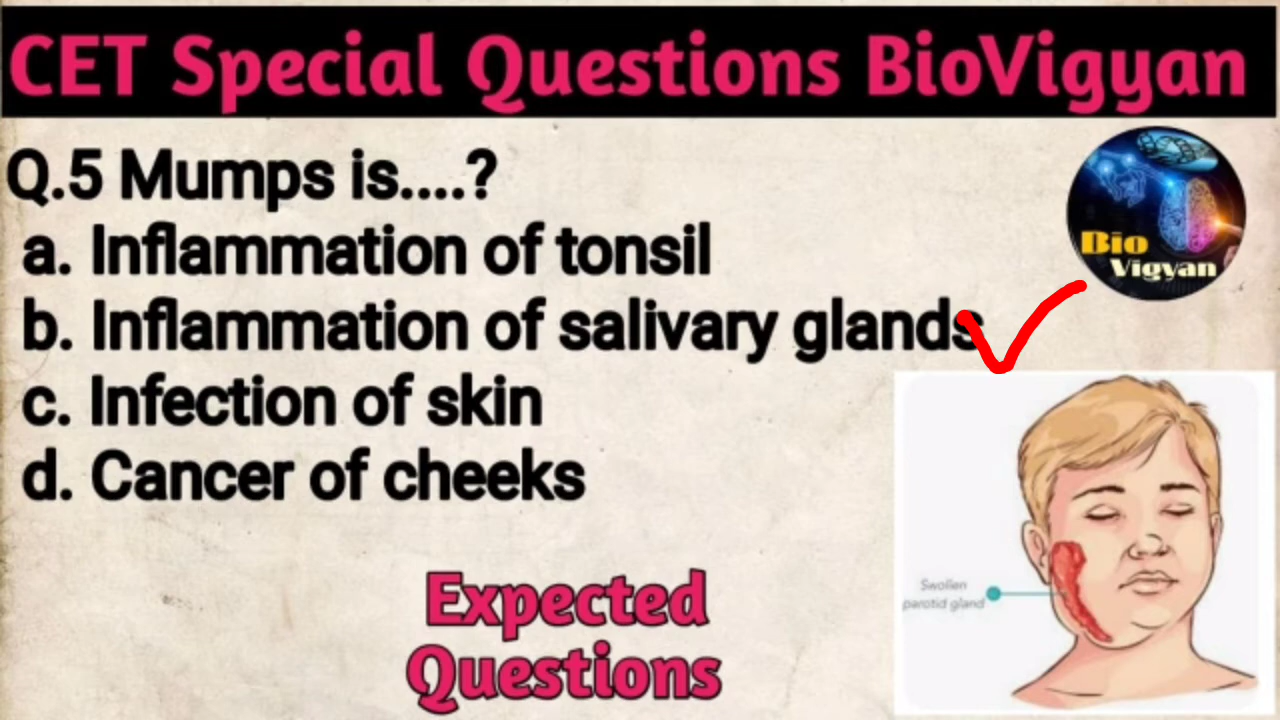 CET Special Questions BioVigyan
Q.5 Mumps is....?
a. Inflammation of tonsil
b. Inflammation of salivary glands
c. Infection of skin
d. Cancer of cheeks
Bio
Vigyan
Swollen
parotid gland
Expected
Questions